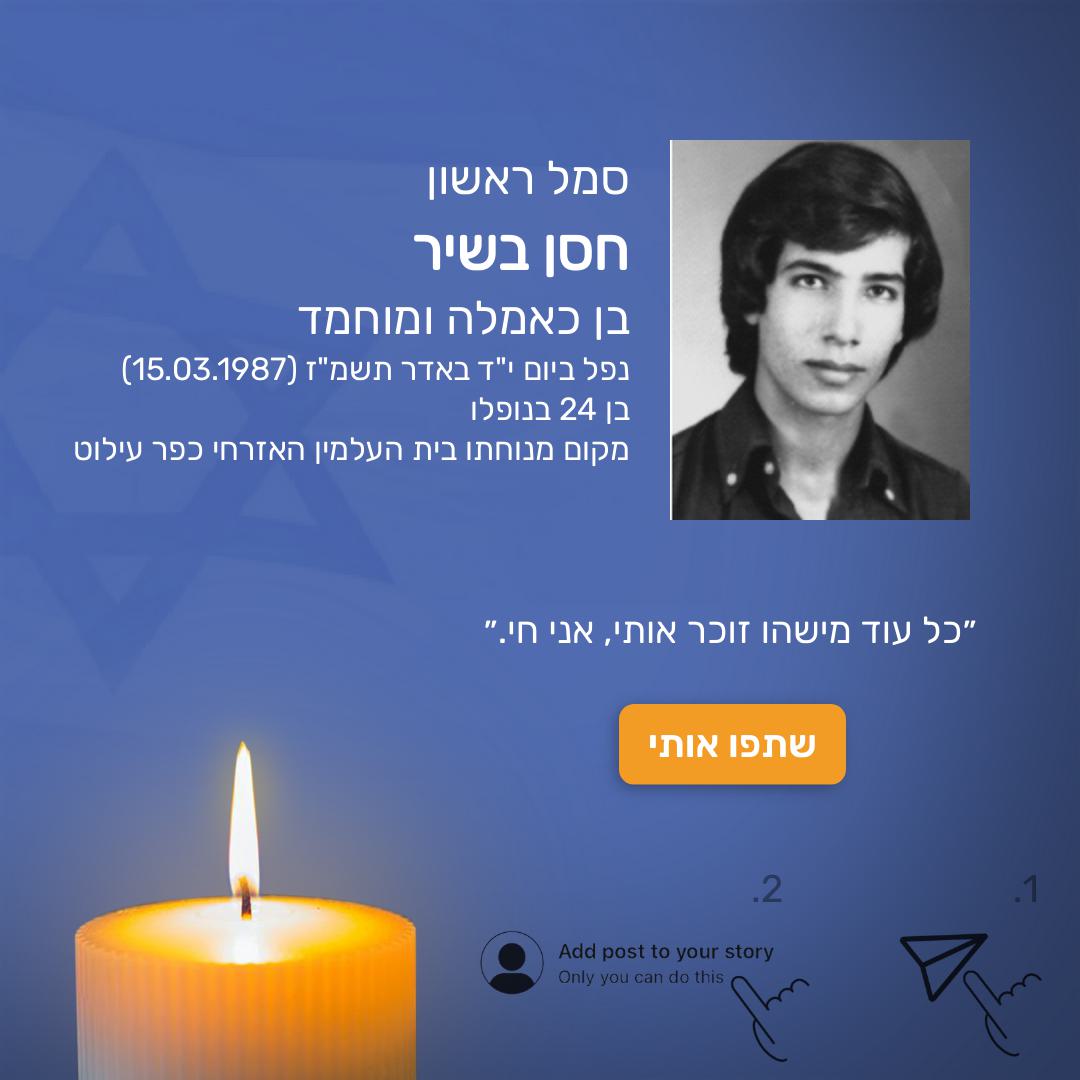 סמל ראשון
חסן בשיר
בן כאמלה ומוחמד
נפל ביום י"ד באדר תשמ"ז (15.03.1987)
בן 24 בנופלו
מקום מנוחתו בית העלמין האזרחי כפר עילוט
״כל עוד מישהו זוכר אותי, אני חי.״
שתפו אותי
1.
2.
Add post to your story
Only you can do this